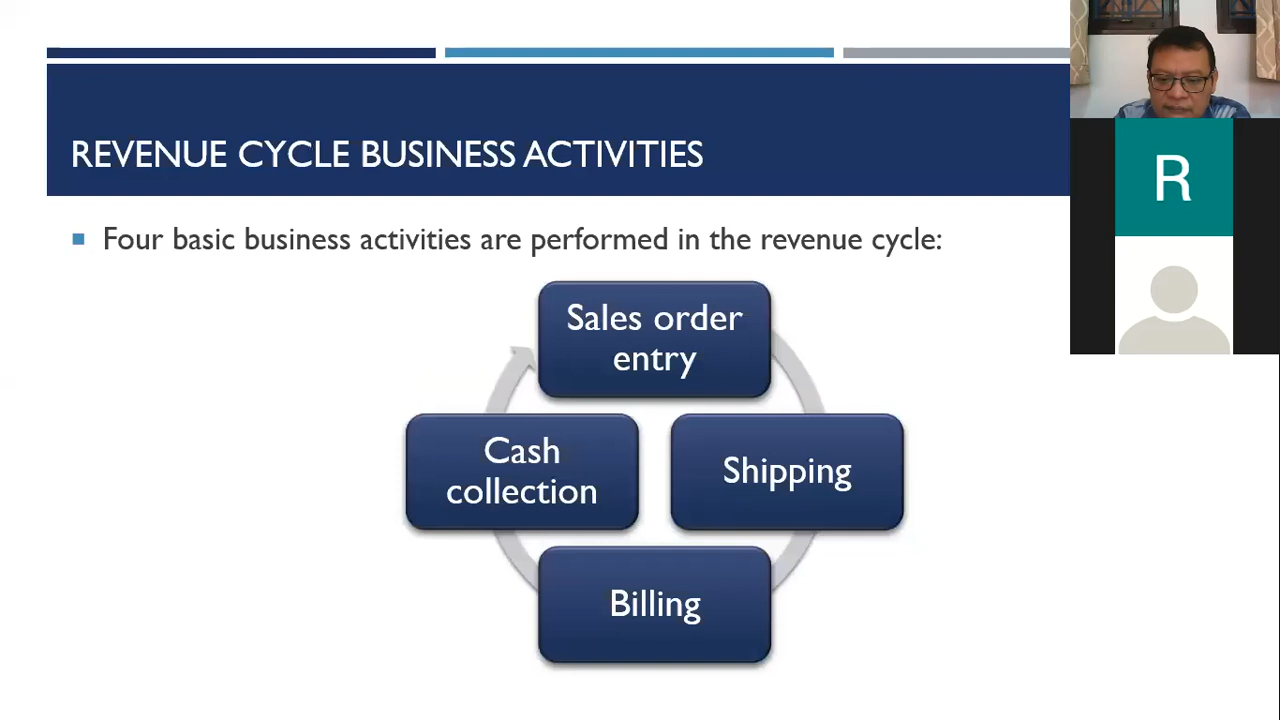 REVENUE CYCLE BUSINESS ACTIVITIES
Four basic business activities are performed in the revenue cycle:
Sales order
entry
Cash
collection
Shipping
Billing
R